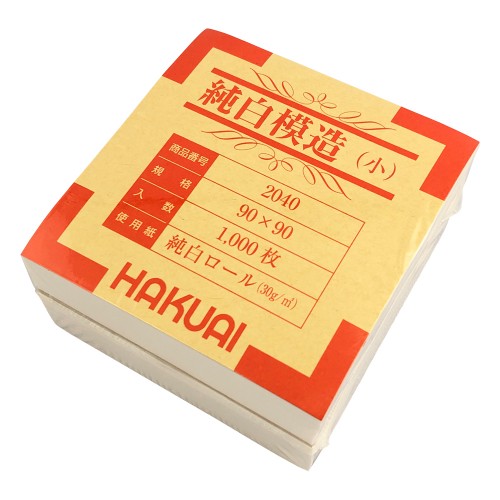 純白模造(小)
商品番号 2040
規格 90×90
入数 1,000枚
使用紙 純白ロール(30g/㎡)
HAKUAI